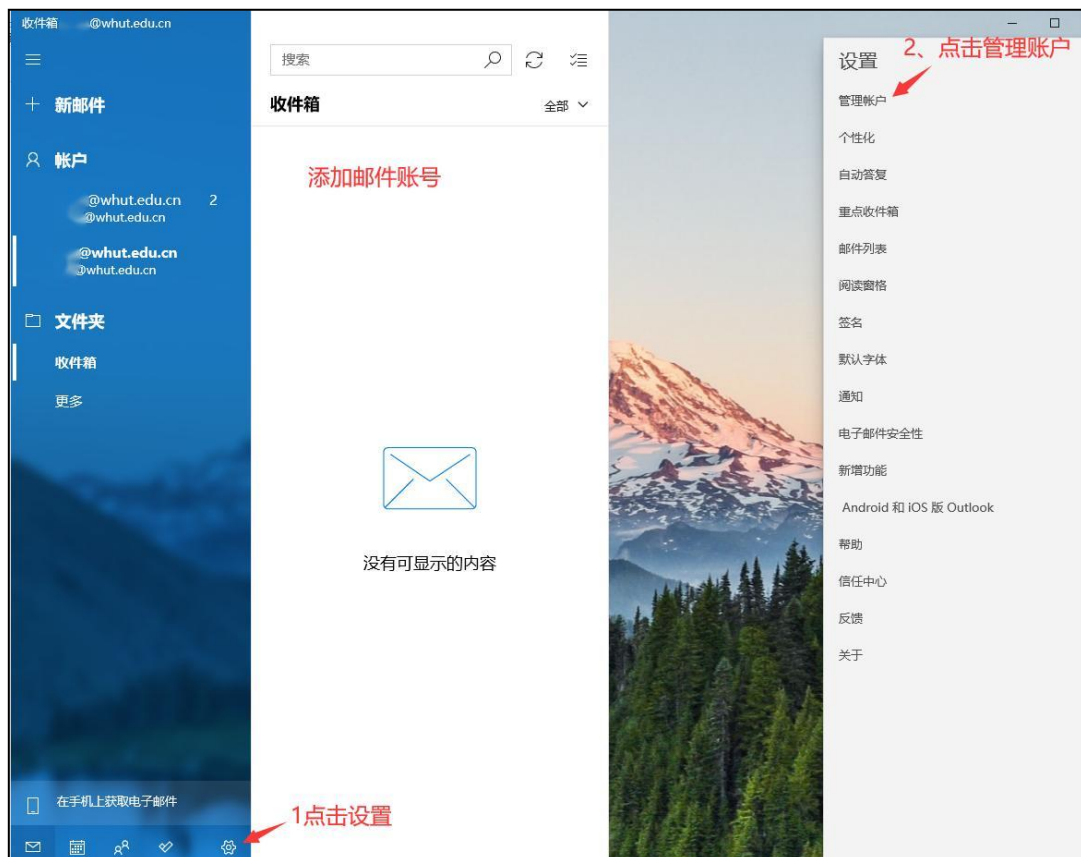 收件箱 @whut.edu.cn
新邮件
帐户
@whut.edu.cn 2
@whut.edu.cn
@whut.edu.cn
@whut.edu.cn
文件夹
收件箱
更多
在手机上获取电子邮件
搜索
收件箱 全部
添加邮件账号
没有可显示的内容
1点击设置
设置
2、点击管理账户
管理帐户
个性化
自动答复
重点收件箱
邮件列表
阅读窗格
签名
默认字体
通知
电子邮件安全性
新增功能
Android 和 iOS 版 Outlook
帮助
信任中心
反馈
关于